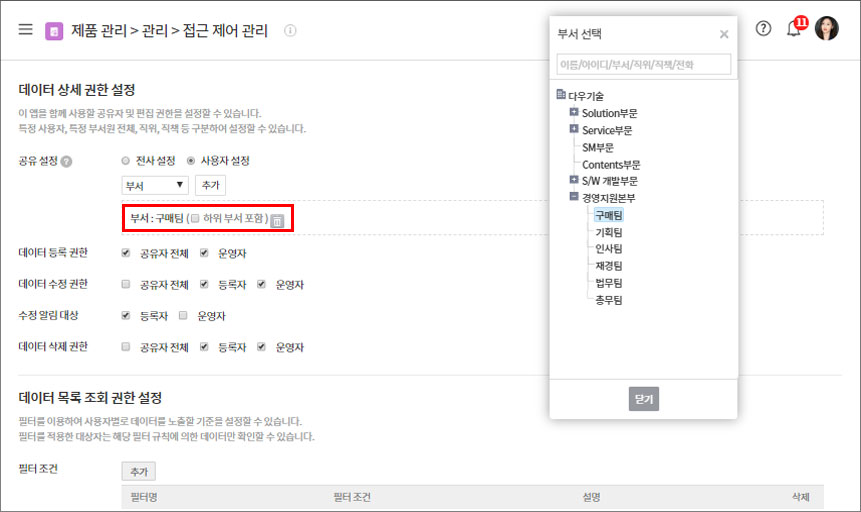 제품 관리 > 관리 > 접근 제어 관리
11
데이터 상세 권한 설정
이 앱을 함께 사용할 공유자 및 편집 권한을 설정할 수 있습니다.
특정 사용자, 특정 부서원 전체, 직위, 직책 등 구분하여 설정할 수 있습니다.
공유 설정 ? 전사 설정 사용자 설정
부서 ▼ 추가
부서 : 구매팀 ( 하위 부서 포함 )
데이터 등록 권한 공유자 전체 운영자
데이터 수정 권한 공유자 전체 등록자 운영자
수정 알림 대상 등록자 운영자
데이터 삭제 권한 공유자 전체 등록자 운영자
데이터 목록 조회 권한 설정
필터를 이용하여 사용자별로 데이터를 노출할 기준을 설정할 수 있습니다.
필터를 적용한 대상자는 해당 필터 규칙에 의한 데이터만 확인할 수 있습니다.
필터 조건 추가
필터명 필터 조건 설명 삭제
부서 선택
이름/아이디/부서/직위/직책/전화
다우기술
Solution부문
Service부문
SM부문
Contents부문
S/W 개발부문
경영지원본부
구매팀
기획팀
인사팀
재경팀
법무팀
총무팀
닫기